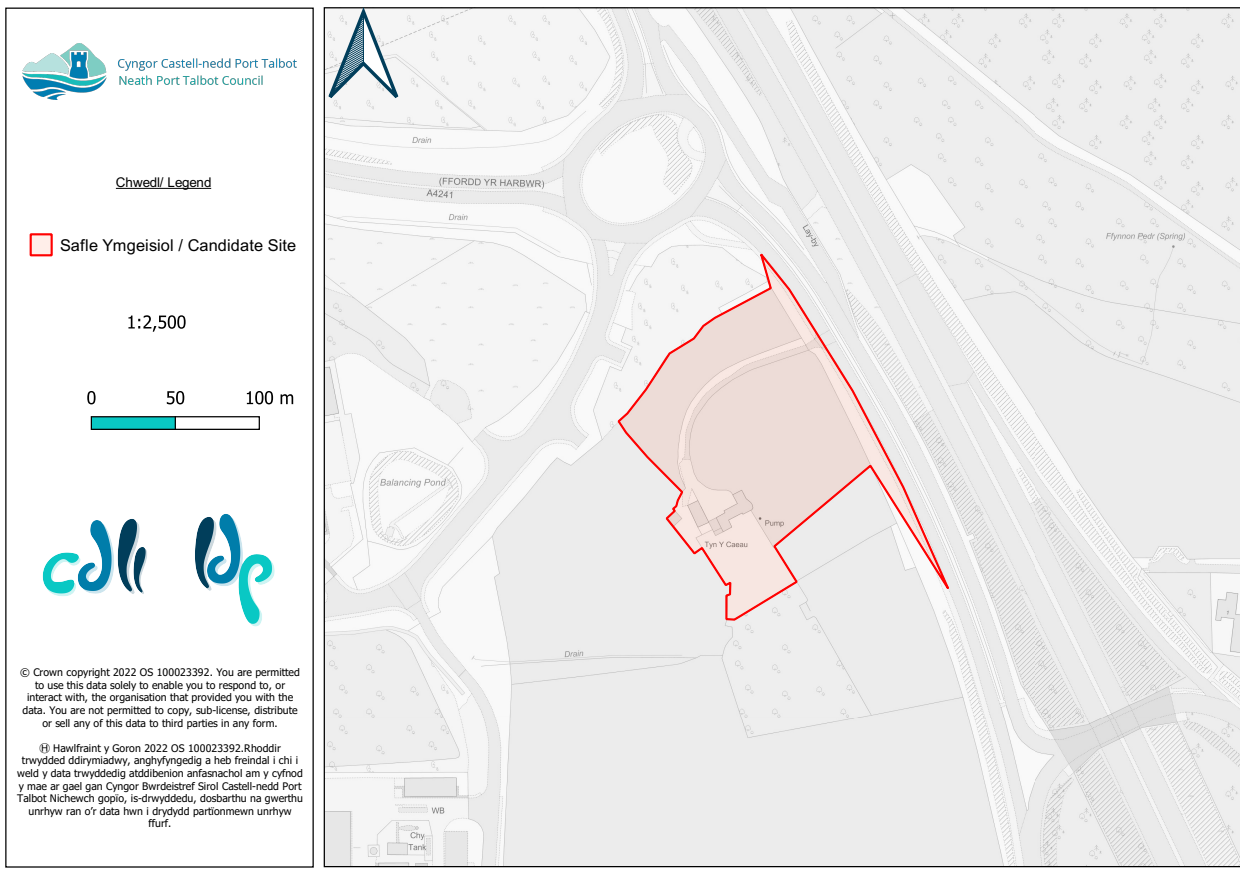 Cyngor Castell-nedd Port Talbot
Neath Port Talbot Council
Chwedl/ Legend
Safle Ymgeisiol / Candidate Site
1:2,500
0 50 100 m
cdll ldp
© Crown copyright 2022 OS 100023392. You are permitted
to use this data solely to enable you to respond to, or
interact with, the organisation that provided you with the
data. You are not permitted to copy, sub-license, distribute
or sell any of this data to third parties in any form.
Ⓗ Hawlfraint y Goron 2022 OS 100023392.Rhoddir
trwydded ddirymiadwy, anghyfyngedig a heb freindal i chi i
weld y data trwyddedig atddibenion anfasnachol am y cyfnod
y mae ar gael gan Cyngor Bwrdeistref Sirol Castell-nedd Port
Talbot Nichewch gopïo, is-drwyddedu, dosbarthu na gwerthu
unrhyw ran o'r data hwn i drydydd partïonmewn unrhyw
ffurf.
Drain
(FFORDD YR HARBWR)
A4241
Drain
Lay-by
Ffynnon Pedr (Spring)
Balancing Pond
Pump
Tyn Y Caeau
Drain
WB
Chy
Tank